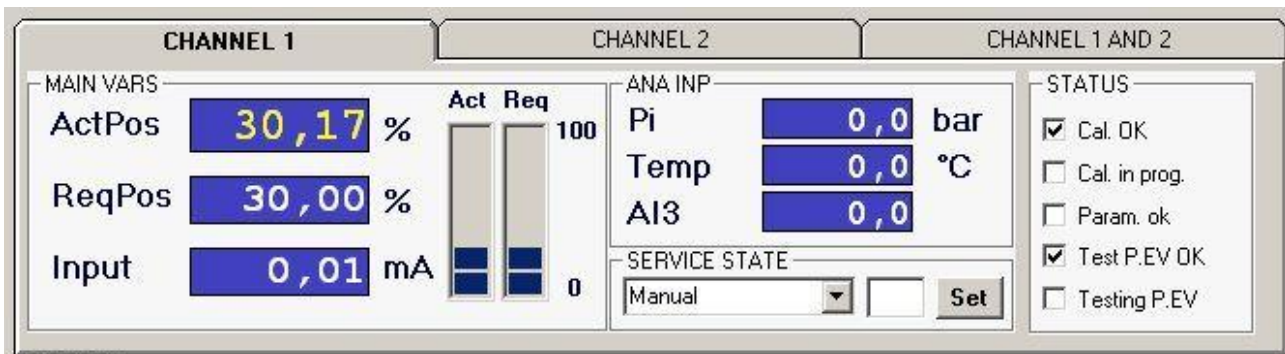 CHANNEL 1
CHANNEL 2
CHANNEL 1 AND 2
MAIN VARS
ActPos 30,17 %
ReqPos 30,00 %
Input 0,01 mA
Act Req
100
0
ANA INP
Pi 0,0 bar
Temp 0,0 °C
AI3 0,0
SERVICE STATE
Manual Set
STATUS
Cal. OK
Cal. in prog.
Param. ok
Test P.EV OK
Testing P.EV